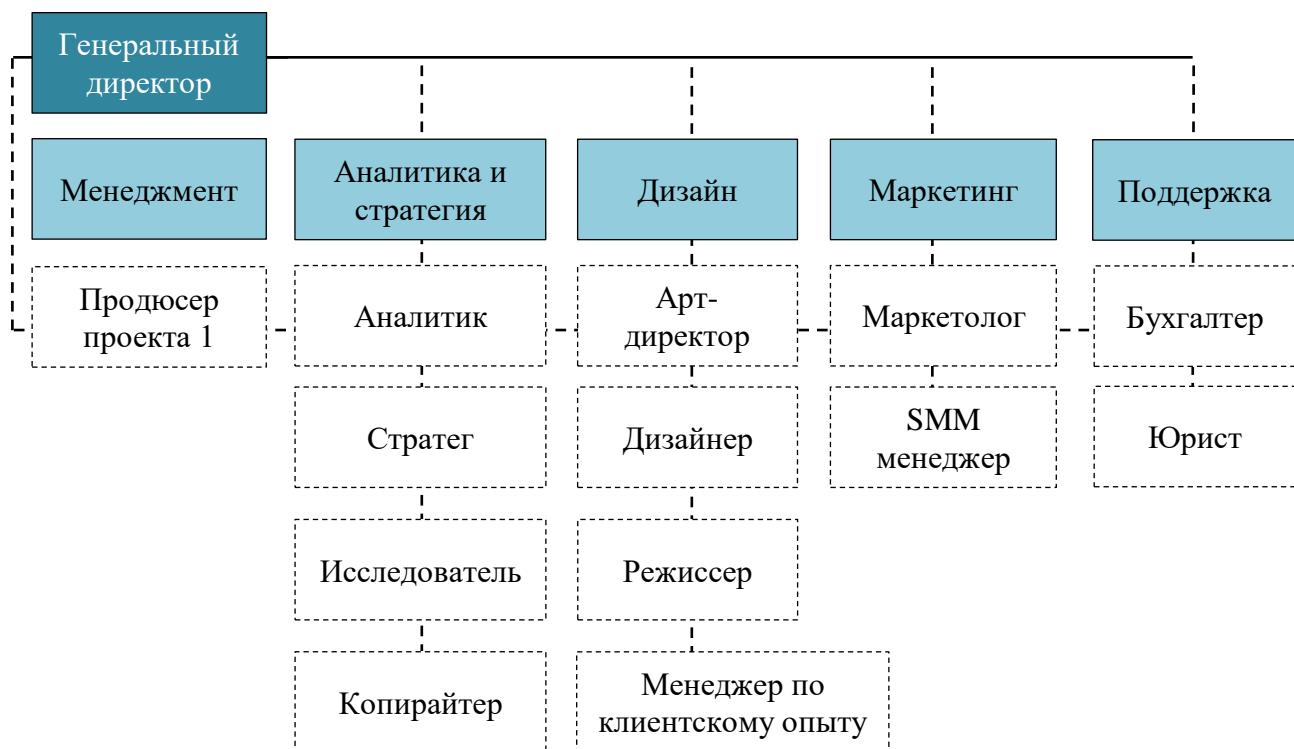 Генеральный
директор
Менеджмент
Аналитика и
стратегия
Дизайн
Маркетинг
Поддержка
Продюсер
проекта 1
Аналитик
Арт-
директор
Маркетолог
Бухгалтер
Стратег
Дизайнер
SMM
менеджер
Юрист
Исследователь
Режиссер
Копирайтер
Менеджер по
клиентскому опыту